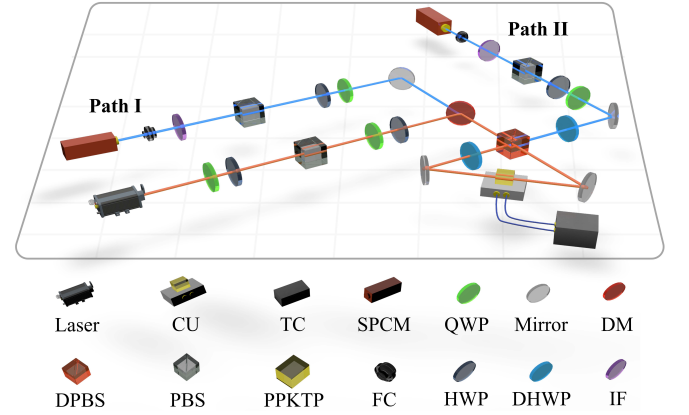 Path II
Path I
Laser CU TC SPCM QWP Mirror DM
DPBS PBS PPKTP FC HWP DHWP IF